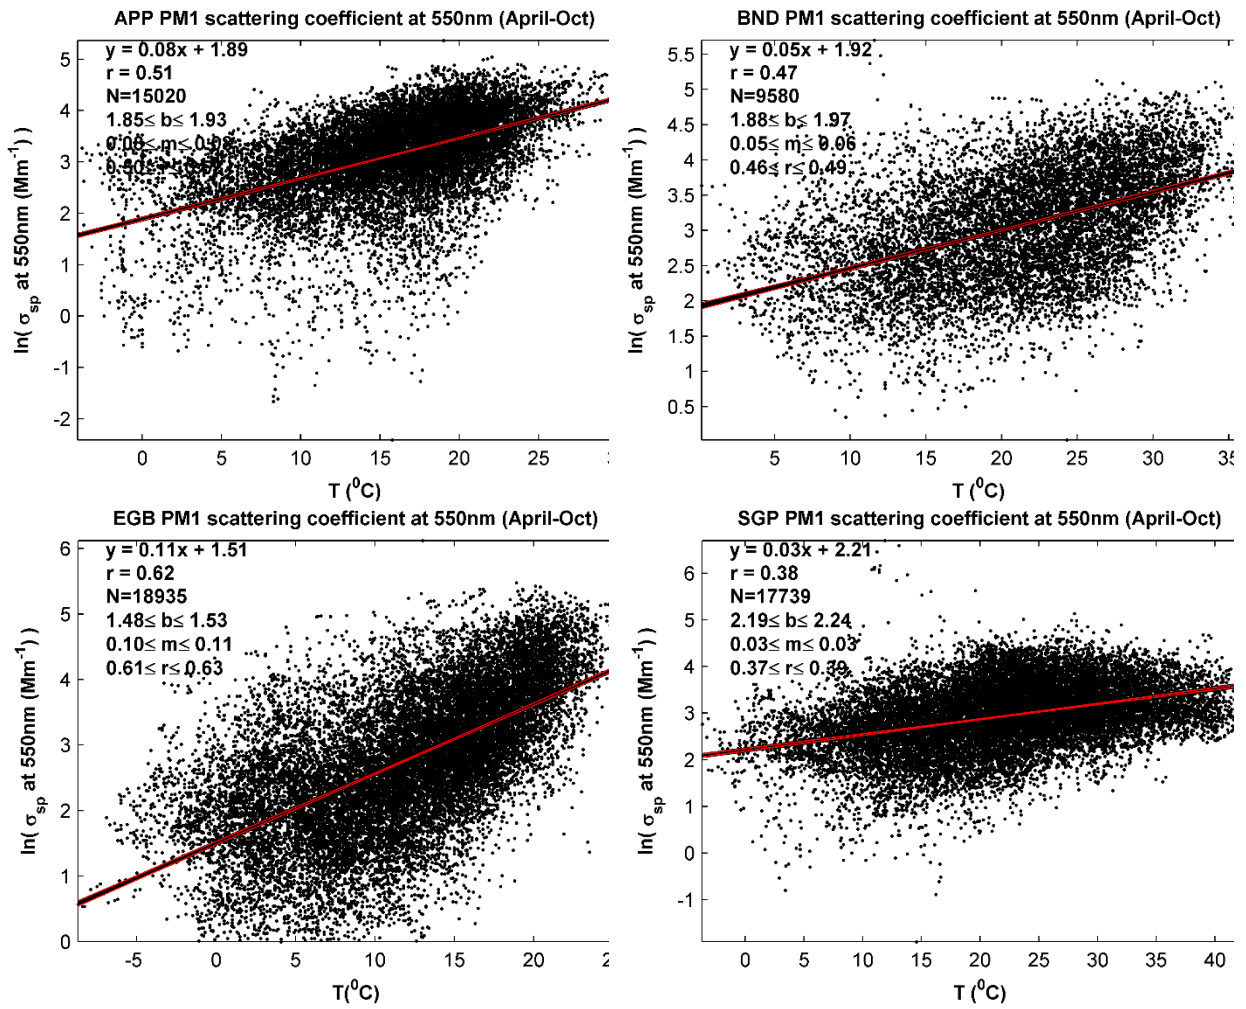 APP PM1 scattering coefficient at 550nm (April-Oct)
y = 0.08x + 1.89
r = 0.51
N=15020
1.85≤ b≤ 1.93
5
4
3
2
1
0
-1
-2
ln( σsp at 550nm (Mm⁻¹) )
0
5
10
15
20
25
T (⁰C)
BND PM1 scattering coefficient at 550nm (April-Oct)
y = 0.05x + 1.92
r = 0.47
N=9580
1.88≤ b≤ 1.97
0.05≤ m≤ 0.06
0.46≤ r≤ 0.49
5.5
5
4.5
4
3.5
3
2.5
2
1.5
1
0.5
ln( σsp at 550nm (Mm⁻¹) )
5
10
15
20
25
30
35
T (⁰C)
EGB PM1 scattering coefficient at 550nm (April-Oct)
y = 0.11x + 1.51
r = 0.62
N=18935
1.48≤ b≤ 1.53
0.10≤ m≤ 0.11
0.61≤ r≤ 0.63
6
5
4
3
2
1
0
ln( σsp at 550nm (Mm⁻¹) )
-5
0
5
10
15
20
T(⁰C)
SGP PM1 scattering coefficient at 550nm (April-Oct)
y = 0.03x + 2.21
r = 0.38
N=17739
2.19≤ b≤ 2.24
0.03≤ m≤ 0.03
0.37≤ r≤ 0.39
6
5
4
3
2
1
0
-1
ln( σsp at 550nm (Mm⁻¹) )
0
5
10
15
20
25
30
35
40
T (⁰C)